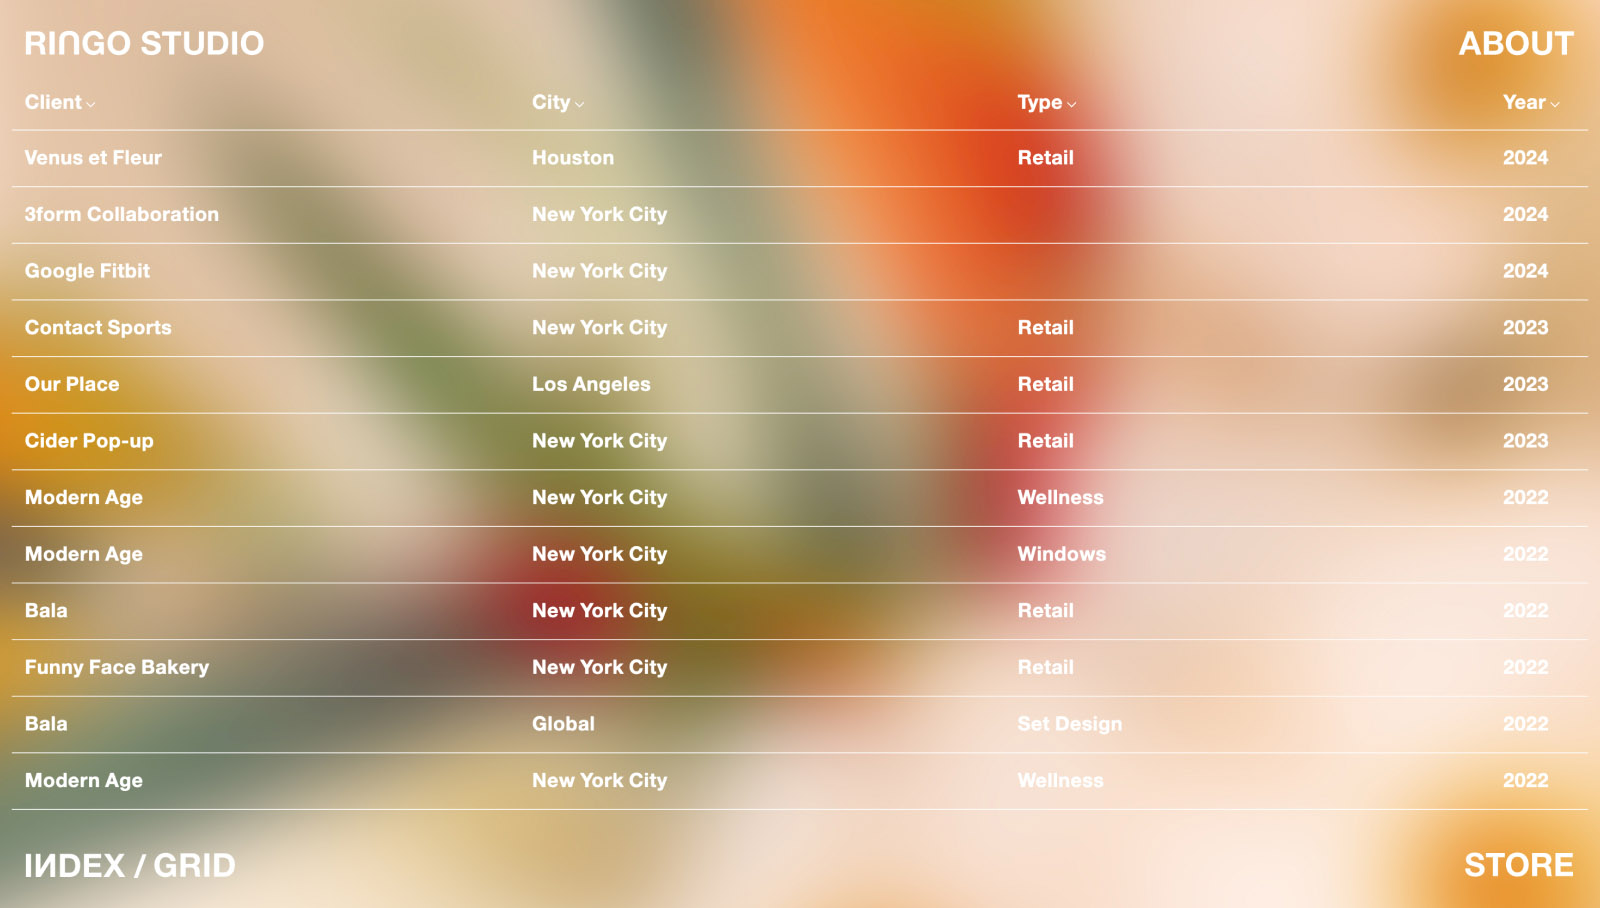 RINGO STUDIO ABOUT
Client City Type Year
Venus et Fleur Houston Retail 2024
3form Collaboration New York City 2024
Google Fitbit New York City 2024
Contact Sports New York City Retail 2023
Our Place Los Angeles Retail 2023
Cider Pop-up New York City Retail 2023
Modern Age New York City Wellness 2022
Modern Age New York City Windows 2022
Bala New York City Retail 2022
Funny Face Bakery New York City Retail 2022
Bala Global Set Design 2022
Modern Age New York City Wellness 2022
INDEX / GRID STORE